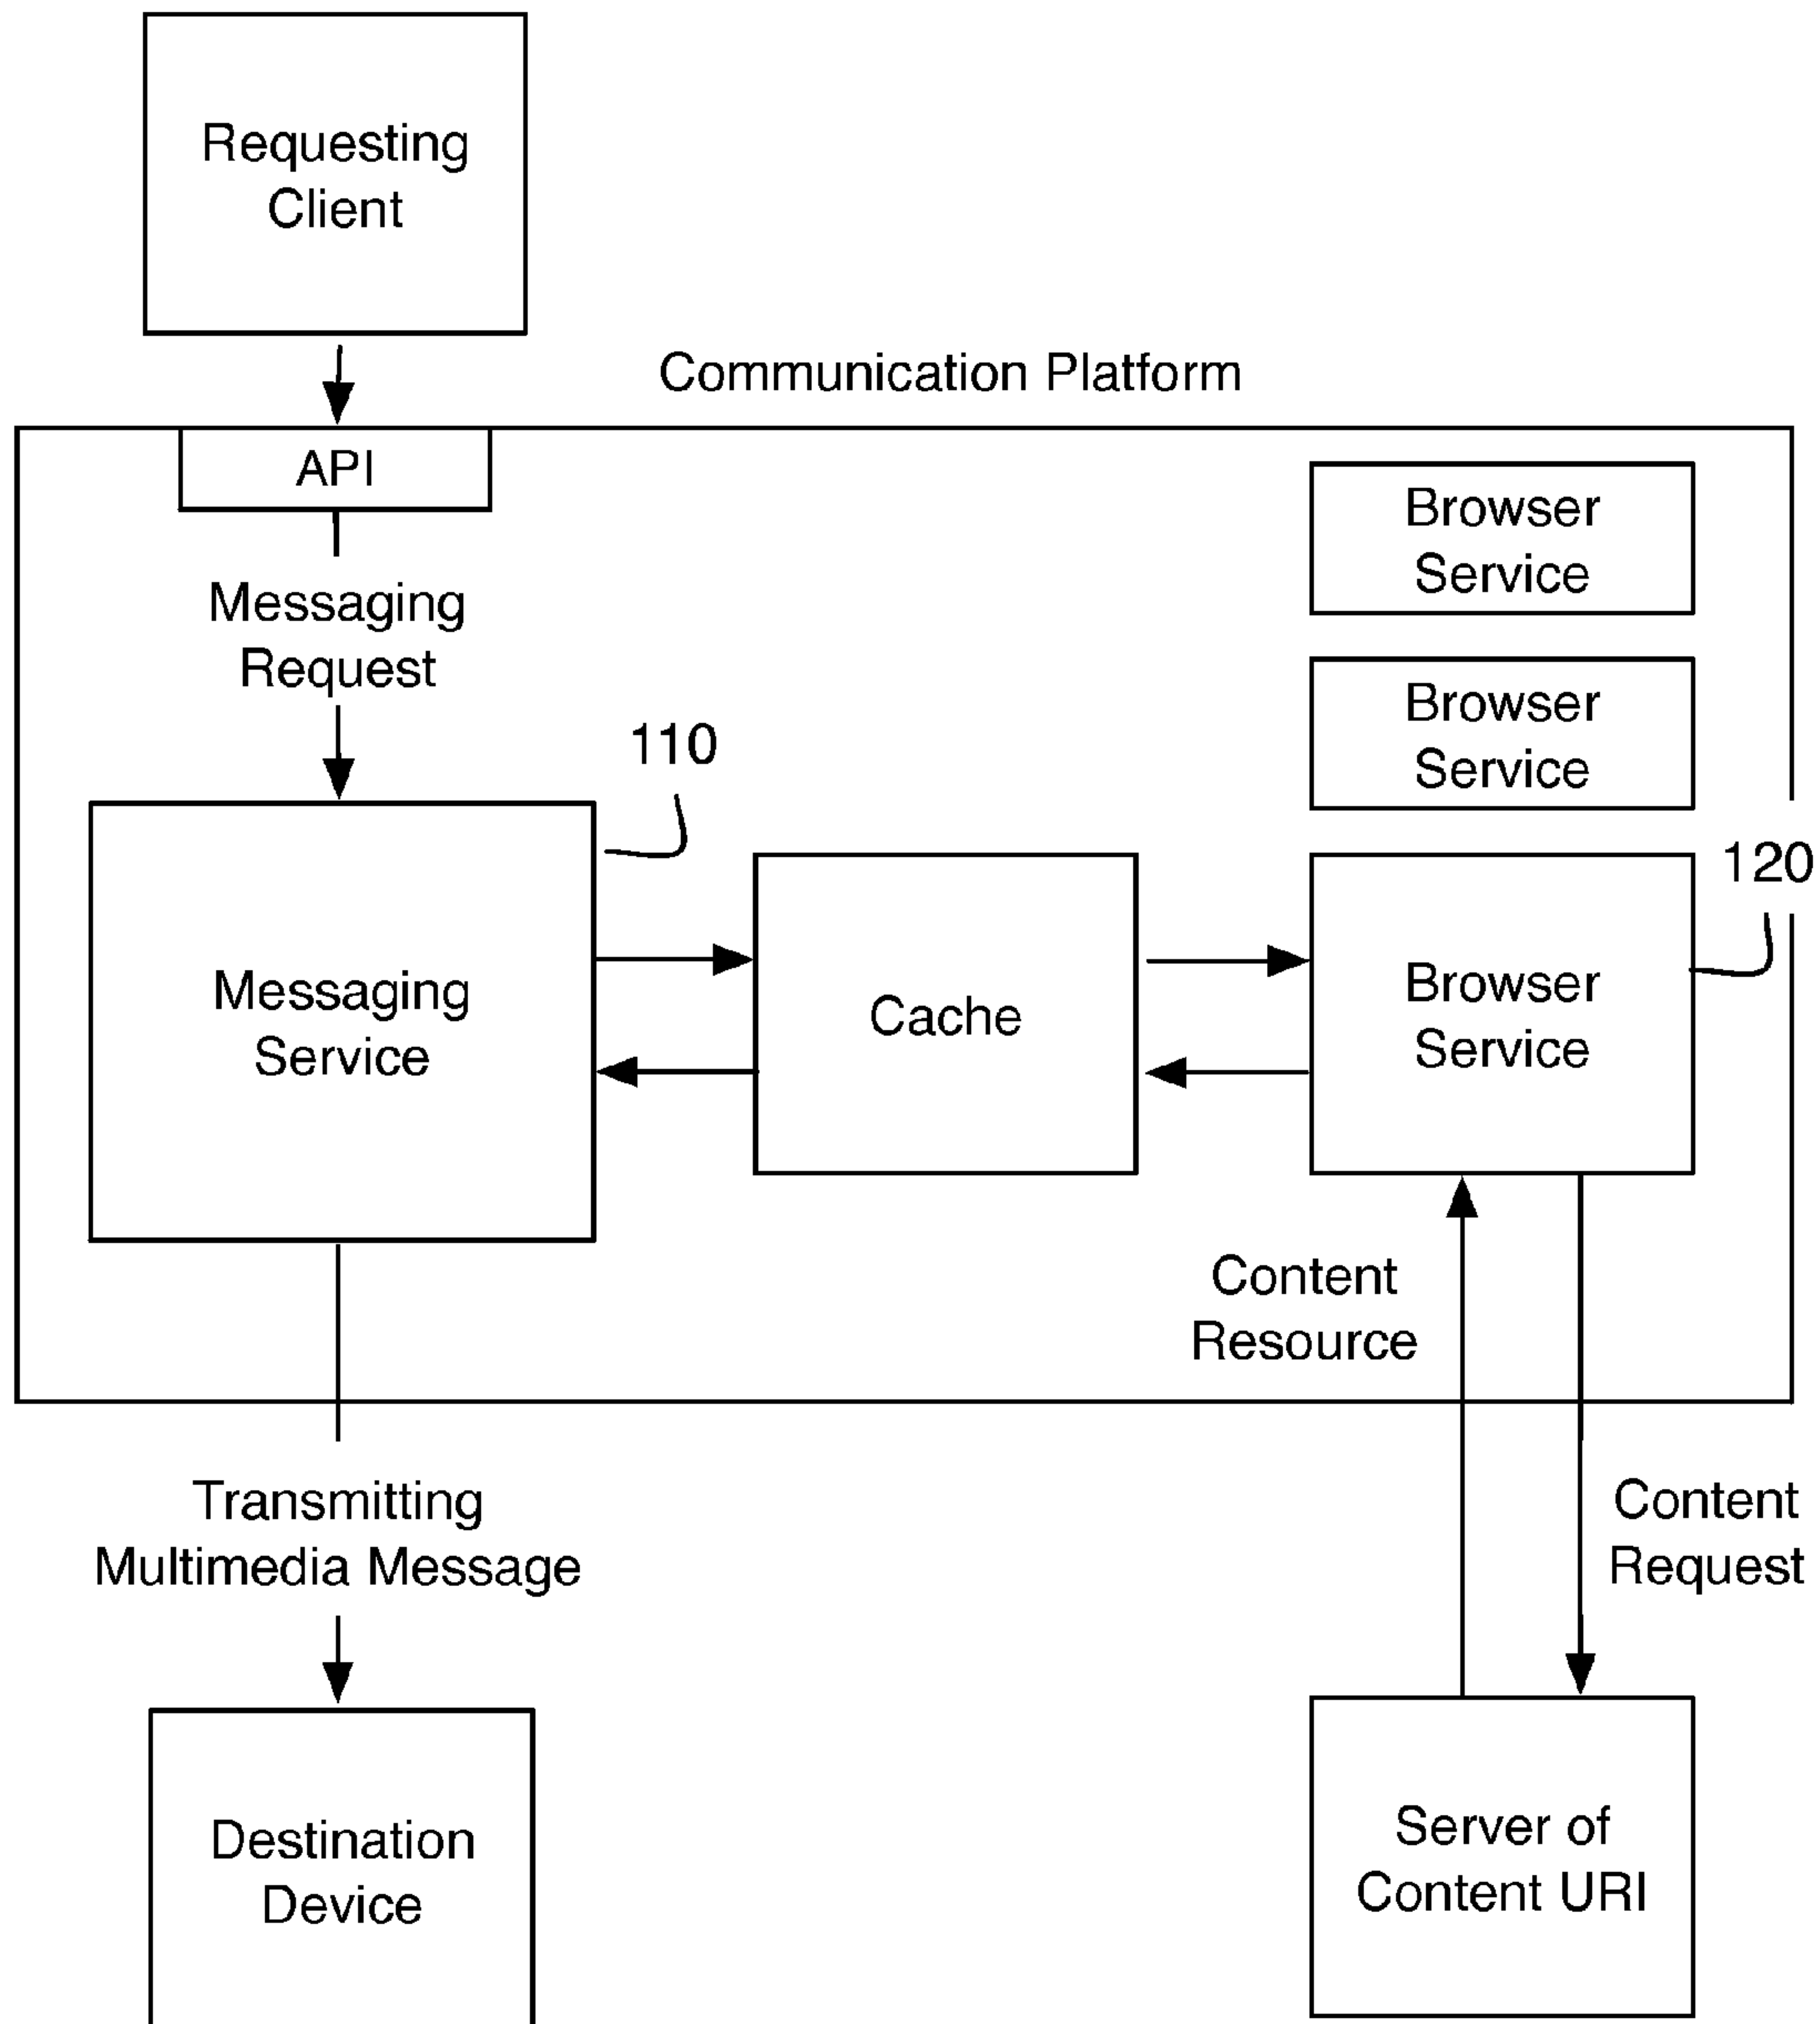 Requesting
Client
Communication Platform
API
Browser
Service
Messaging
Request
Browser
Service
110
120
Messaging
Service
Cache
Browser
Service
Content
Resource
Transmitting
Multimedia Message
Content
Request
Destination
Device
Server of
Content URI